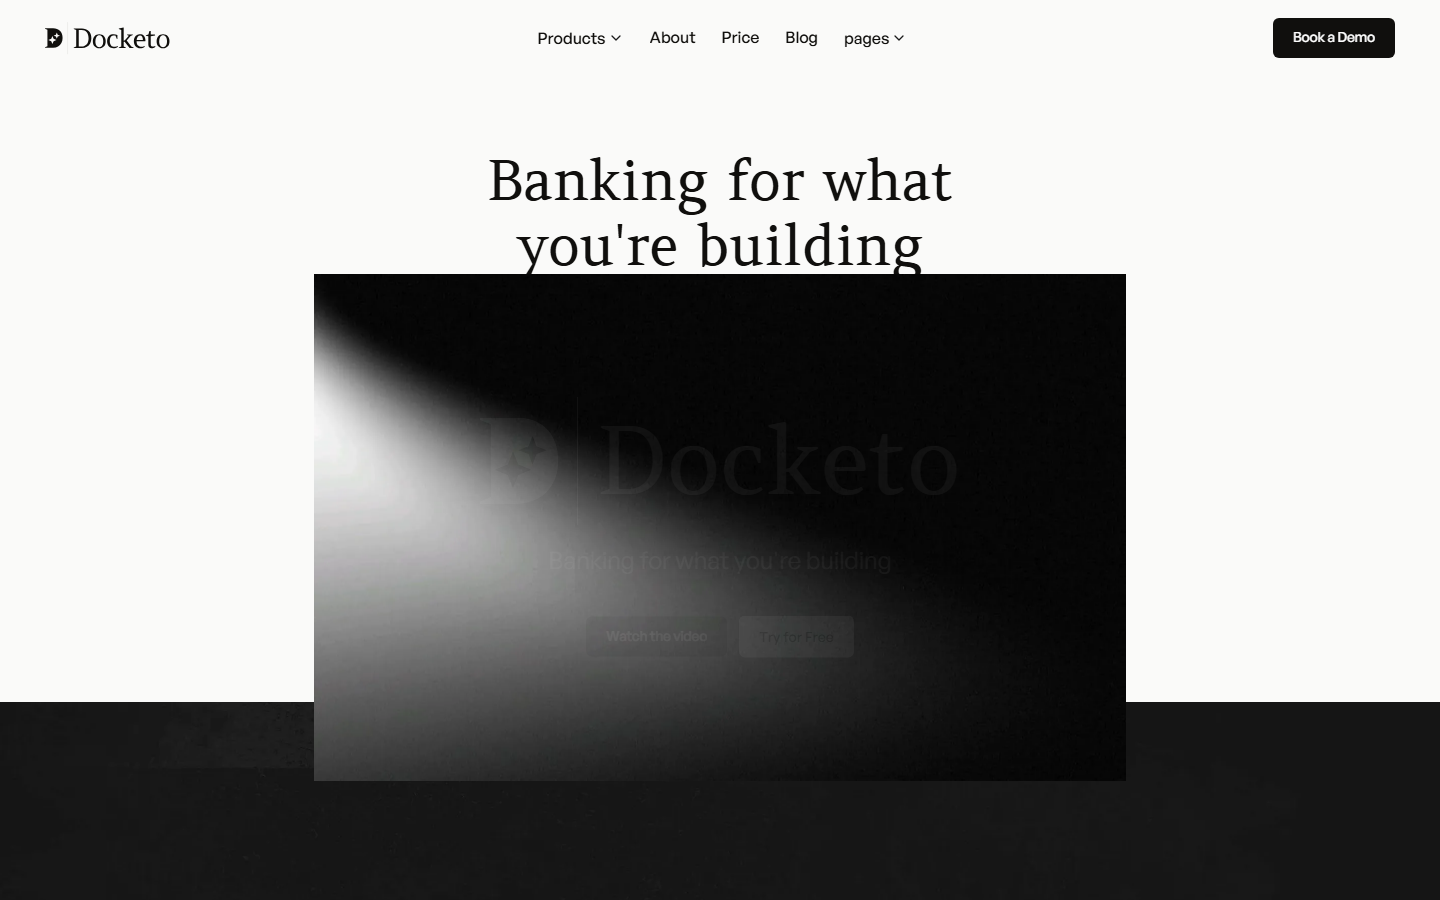 Docketo
Products
About
Price
Blog
pages
Book a Demo
Banking for what
you're building
Docketo
Banking for what you're building
Watch the video
Try for Free